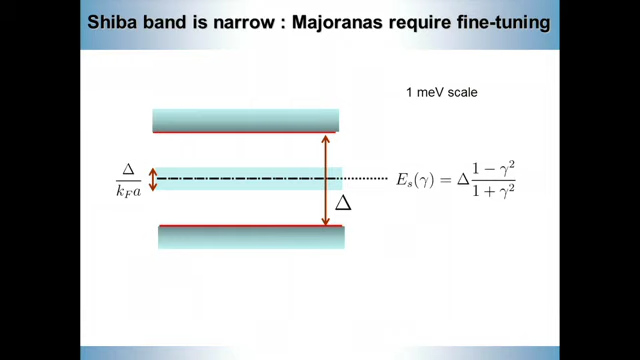 Shiba band is narrow : Majoranas require fine-tuning
1 meV scale
Δ
k_F a
E_s(γ) = Δ (1 − γ²)/(1 + γ²)
Δ